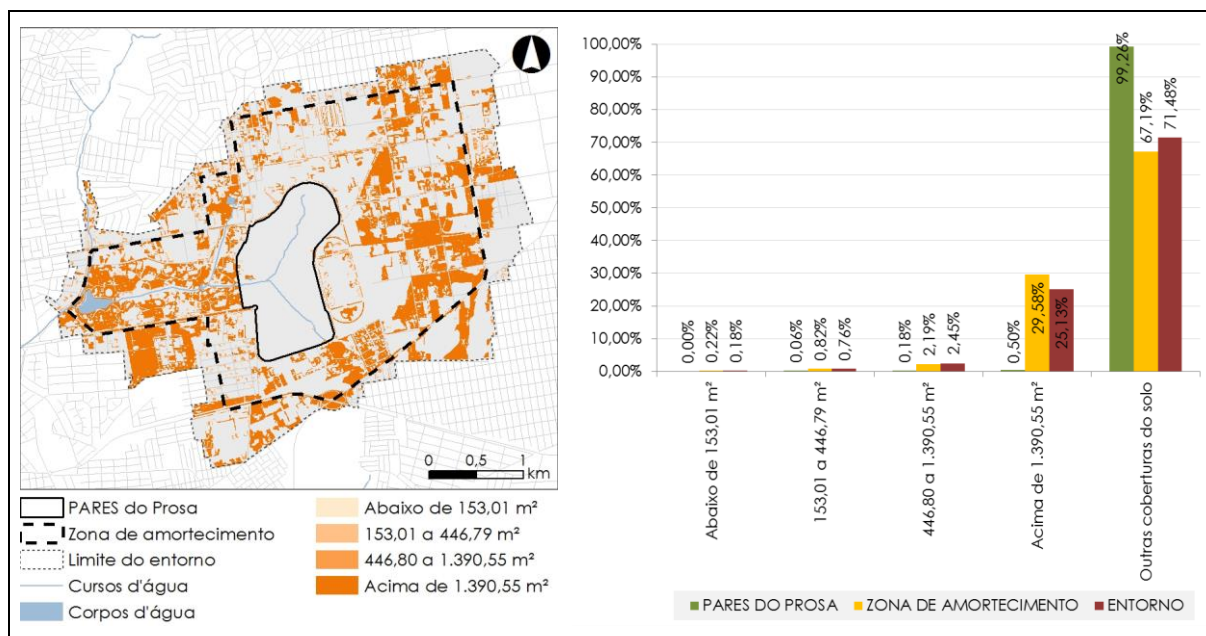 0 0,5 1
km
PARES do Prosa
Zona de amortecimento
Limite do entorno
Cursos d'água
Corpos d'água
Abaixo de 153,01 m²
153,01 a 446,79 m²
446,80 a 1.390,55 m²
Acima de 1.390,55 m²
100,00%
90,00%
80,00%
70,00%
60,00%
50,00%
40,00%
30,00%
20,00%
10,00%
0,00%
0,00%
0,22%
0,18%
0,06%
0,82%
0,76%
0,18%
2,19%
2,45%
0,50%
29,58%
25,13%
99,26%
67,19%
71,48%
Abaixo de 153,01 m²
153,01 a 446,79 m²
446,80 a 1.390,55 m²
Acima de 1.390,55 m²
Outras coberturas do solo
PARES DO PROSA ZONA DE AMORTECIMENTO ENTORNO